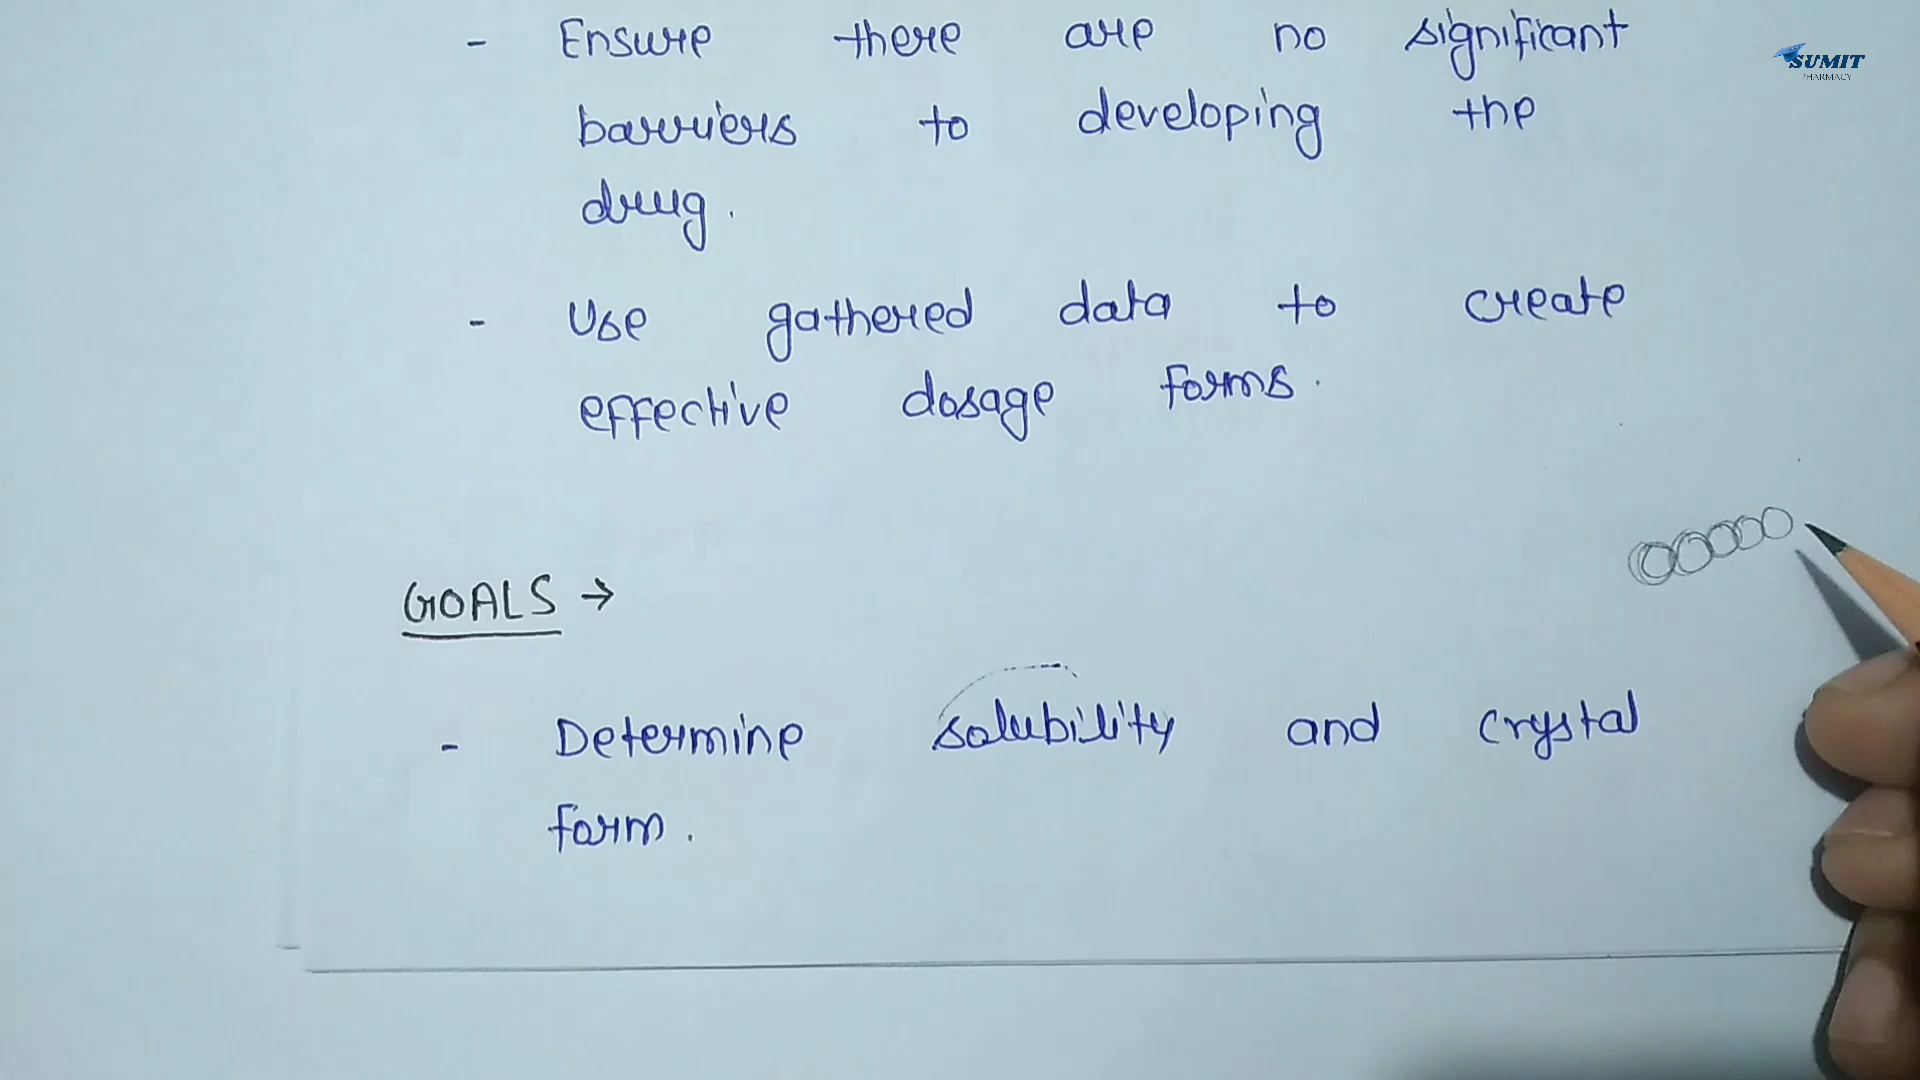 - Ensure there are no significant
barriers to developing the
drug.
- Use gathered data to create
effective dosage forms.
GOALS →
- Determine solubility and crystal
form.
SUMIT
PHARMACY